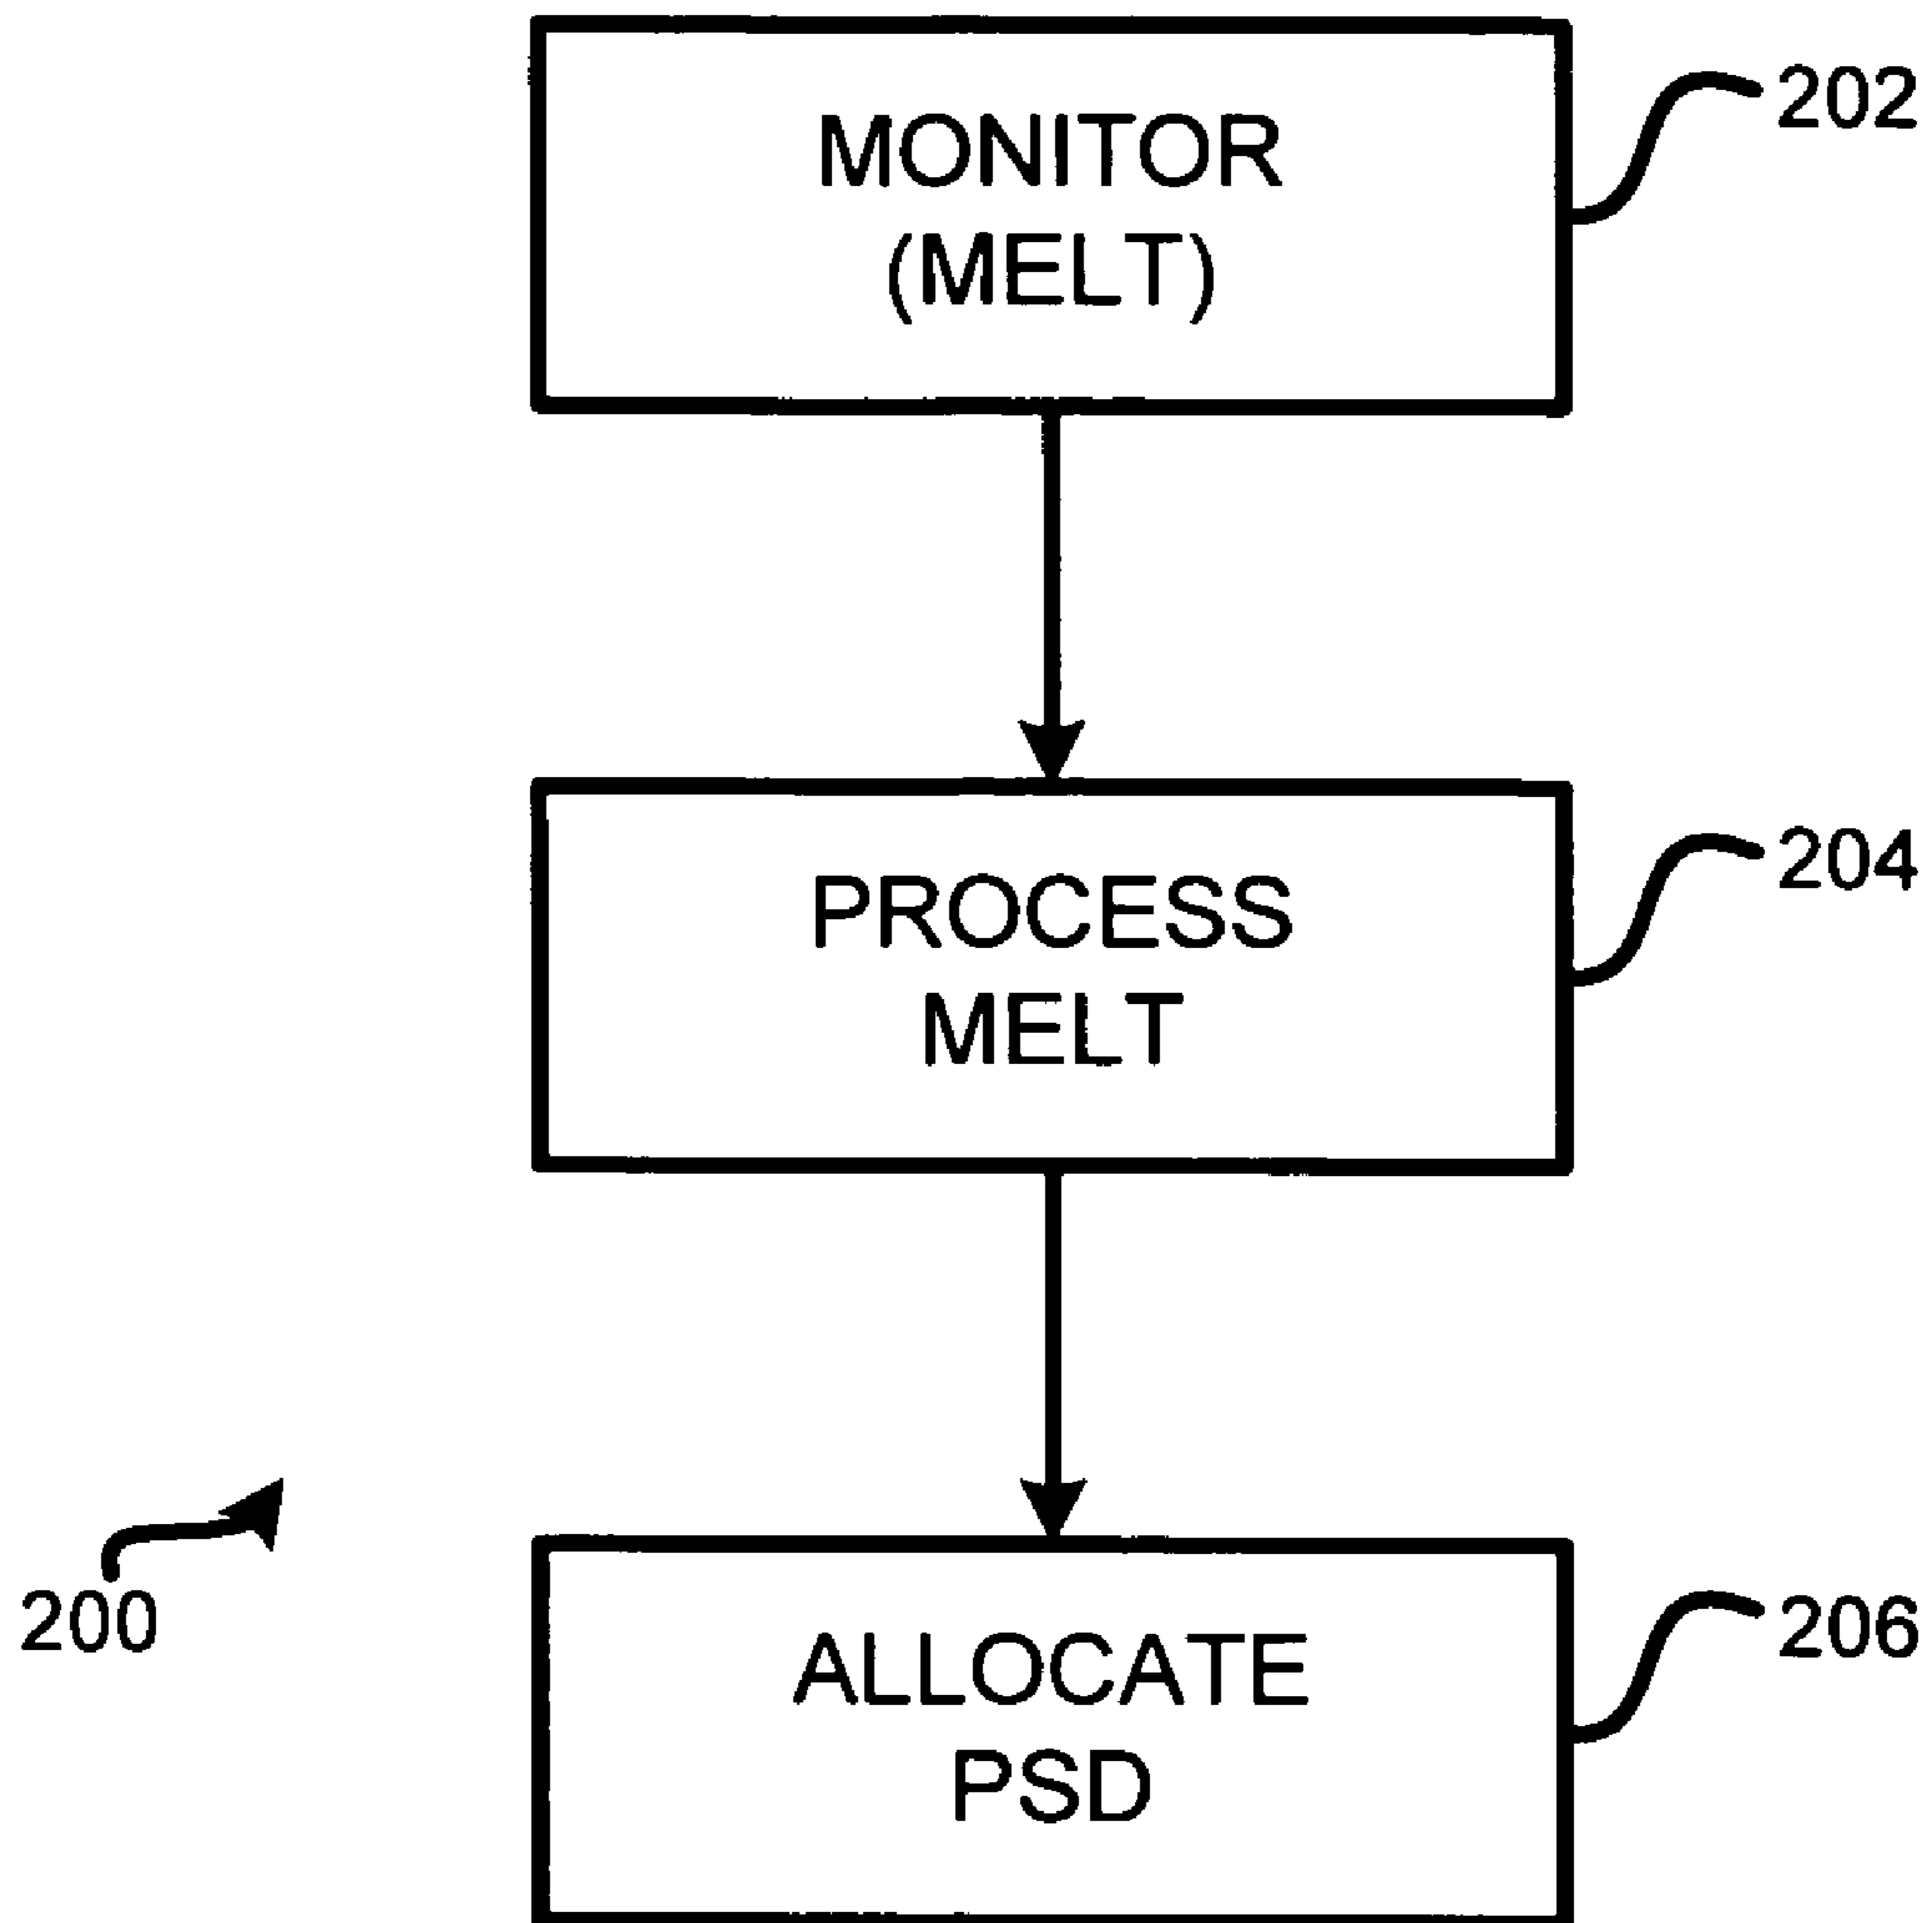 MONITOR
(MELT)
202
PROCESS
MELT
204
200
ALLOCATE
PSD
206